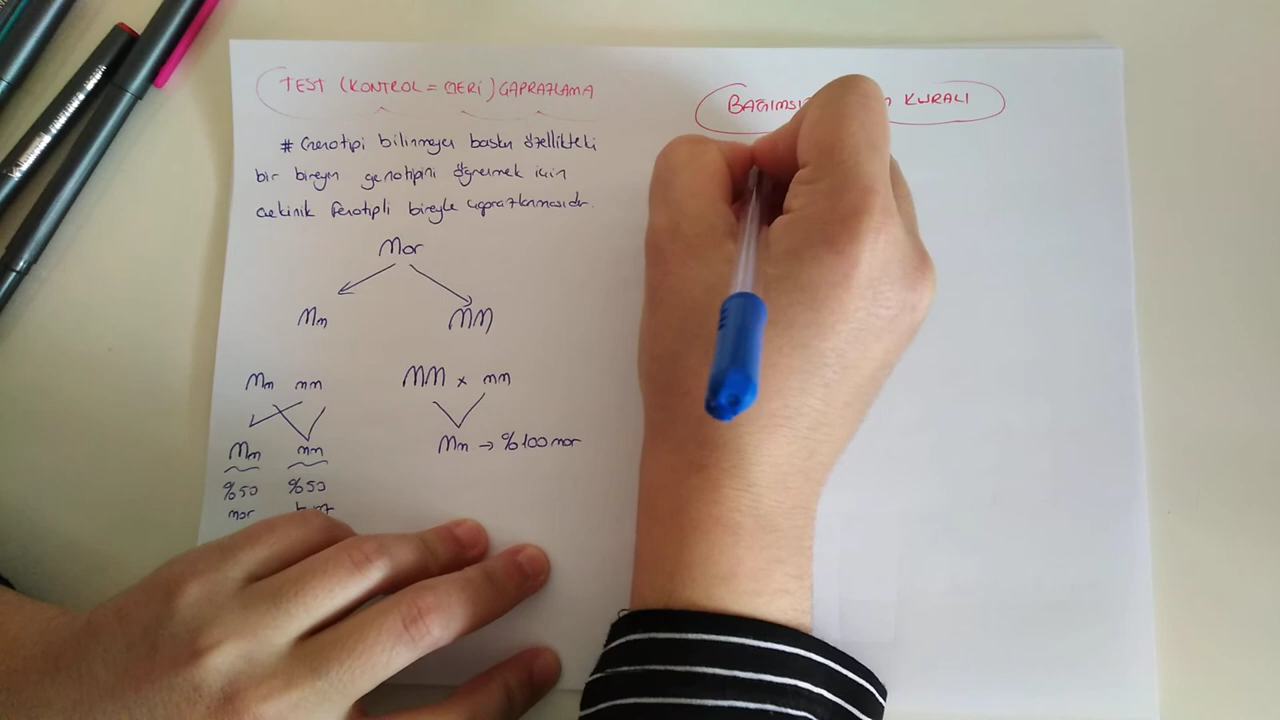 TEST (KONTROL = GERİ) ÇAPRAZLAMA
# Genotipi bilinmeyen baskın özellikteki
bir bireyin genotipini öğrenmek için
çekinik fenotipli bireyle çaprazlanmasıdır.
Mor
Mm MM
Mm mm
MM x mm
Mm mm
Mm → %100 mor
%50 %50
mor
KURALI